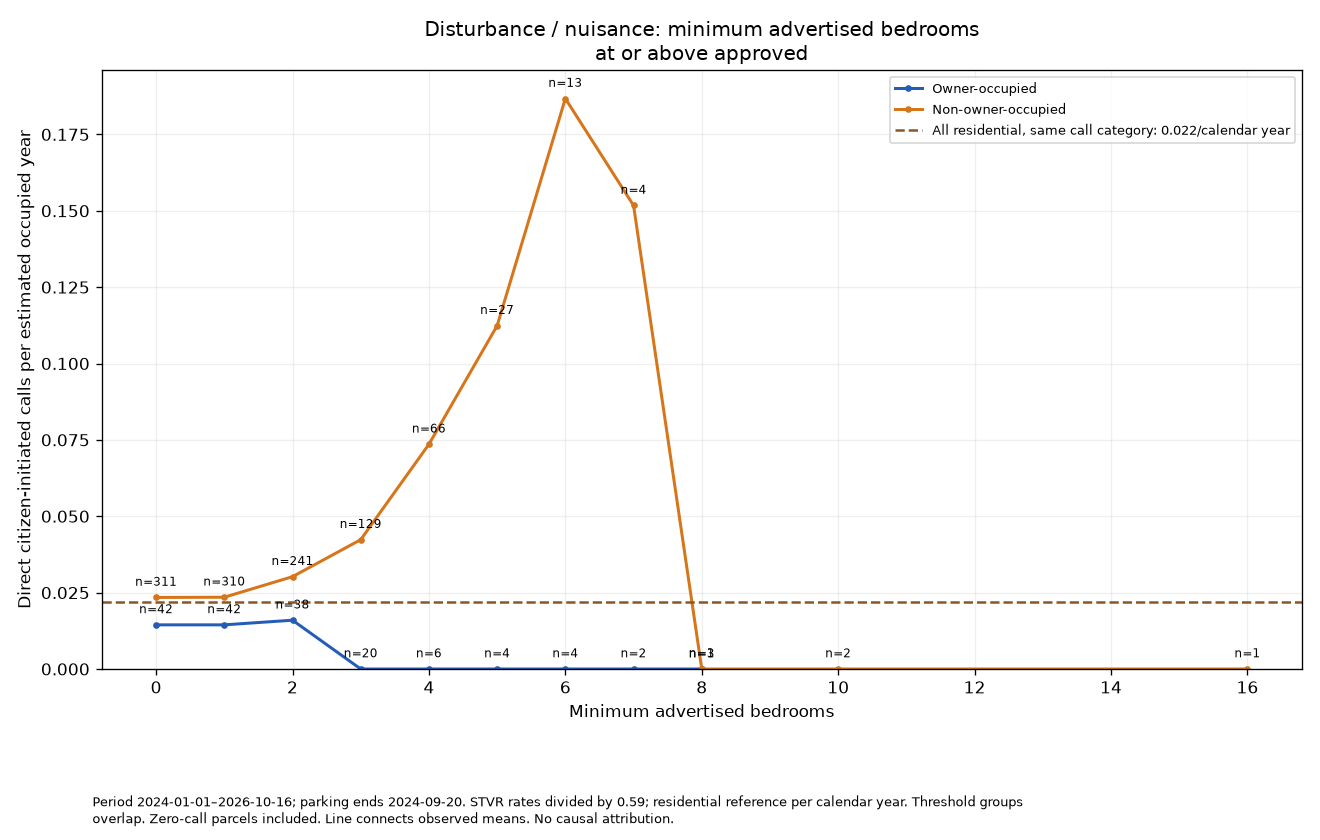 Disturbance / nuisance: minimum advertised bedrooms
at or above approved
Direct citizen-initiated calls per estimated occupied year
0.175
0.150
0.125
0.100
0.075
0.050
0.025
0.000
Owner-occupied
Non-owner-occupied
All residential, same call category: 0.022/calendar year
n=13
n=4
n=27
n=66
n=129
n=241
n=311 n=310
n=42 n=42 n=38
n=20 n=6 n=4 n=4 n=2 n=2 n=1
0 2 4 6 8 10 12 14 16
Minimum advertised bedrooms
Period 2024-01-01–2026-10-16; parking ends 2024-09-20. STVR rates divided by 0.59; residential reference per calendar year. Threshold groups
overlap. Zero-call parcels included. Line connects observed means. No causal attribution.